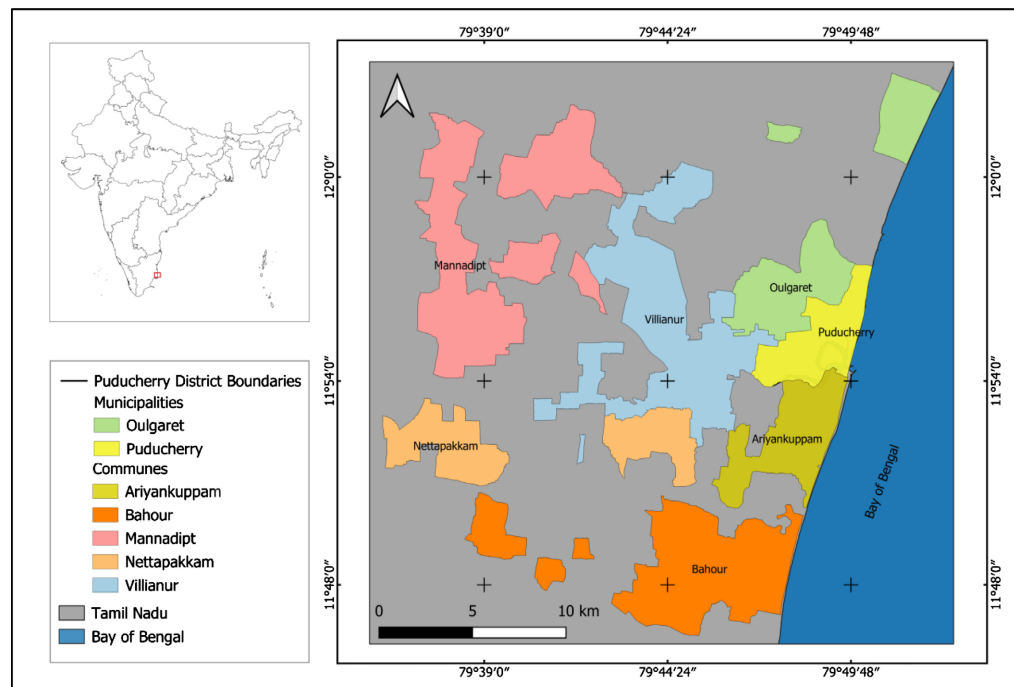 79°39′0″ 79°44′24″ 79°49′48″
12°0′0″ 12°0′0″
Mannadipt
Oulgaret
Villianur
Puducherry
11°54′0″ 11°54′0″
Puducherry District Boundaries
Municipalities
Oulgaret
Puducherry
Communes
Ariyankuppam
Bahour
Mannadipt
Nettapakkam
Villianur
Tamil Nadu
Bay of Bengal
Nettapakkam
Ariyankuppam
Bay of Bengal
Bahour
11°48′0″ 11°48′0″
0 5 10 km
79°39′0″ 79°44′24″ 79°49′48″